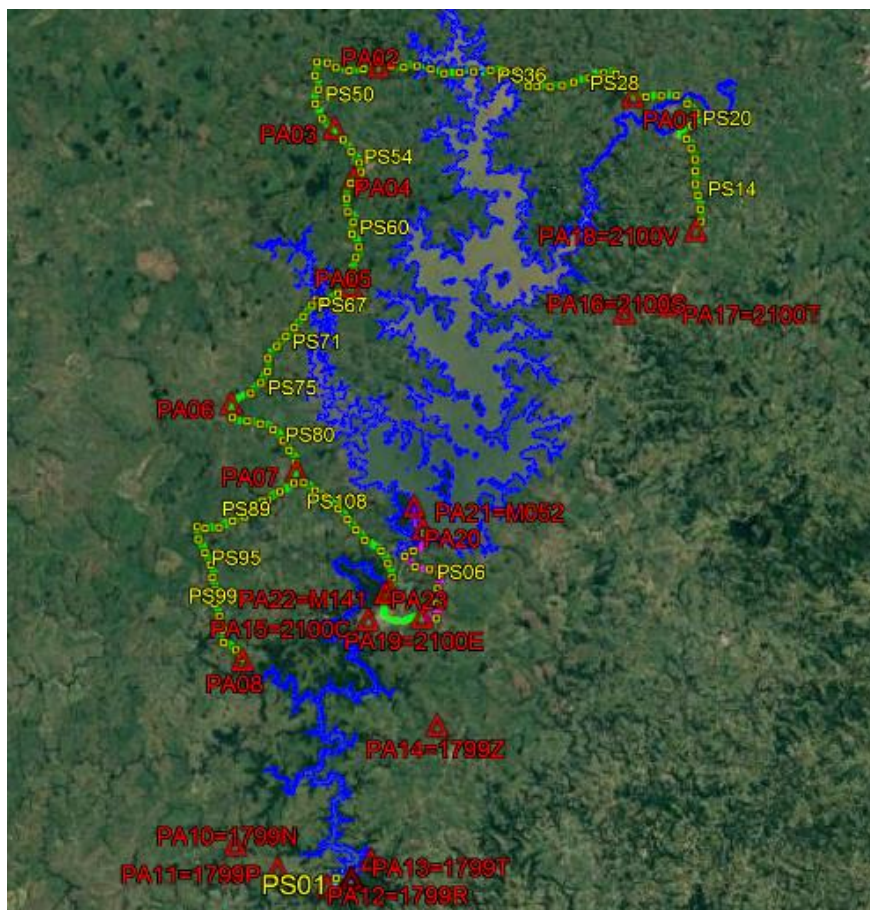 PA02
PS36
PS28
PS50
PA01
PS20
PA03
PS54
PA04
PS14
PS60
PA18=2100V
PA05
PS67
PA16=2100S
PA17=2100T
PS71
PS75
PA06
PS80
PA07
PS108
PS89
PA21=M052
PA20
PS95
PS06
PS99
PA22=M141
PA23
PA15=2100C
PA19=2100E
PA08
PA14=1799Z
PA10=1799N
PA11=1799P
PA13=1799T
PS01
PA12=1799R